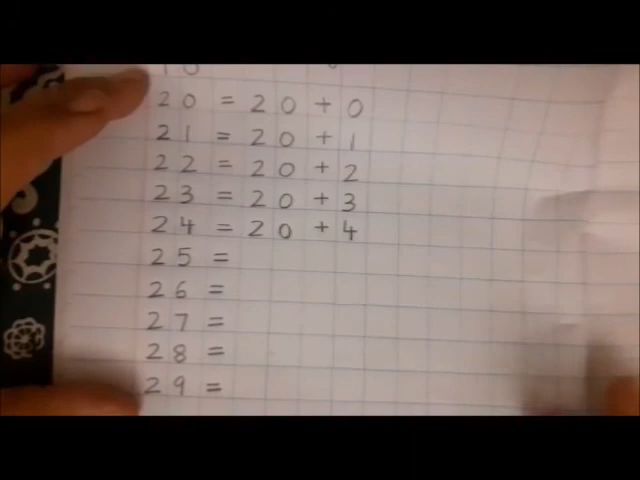 20 = 20 + 0
21 = 20 + 1
22 = 20 + 2
23 = 20 + 3
24 = 20 + 4
25 =
26 =
27 =
28 =
29 =